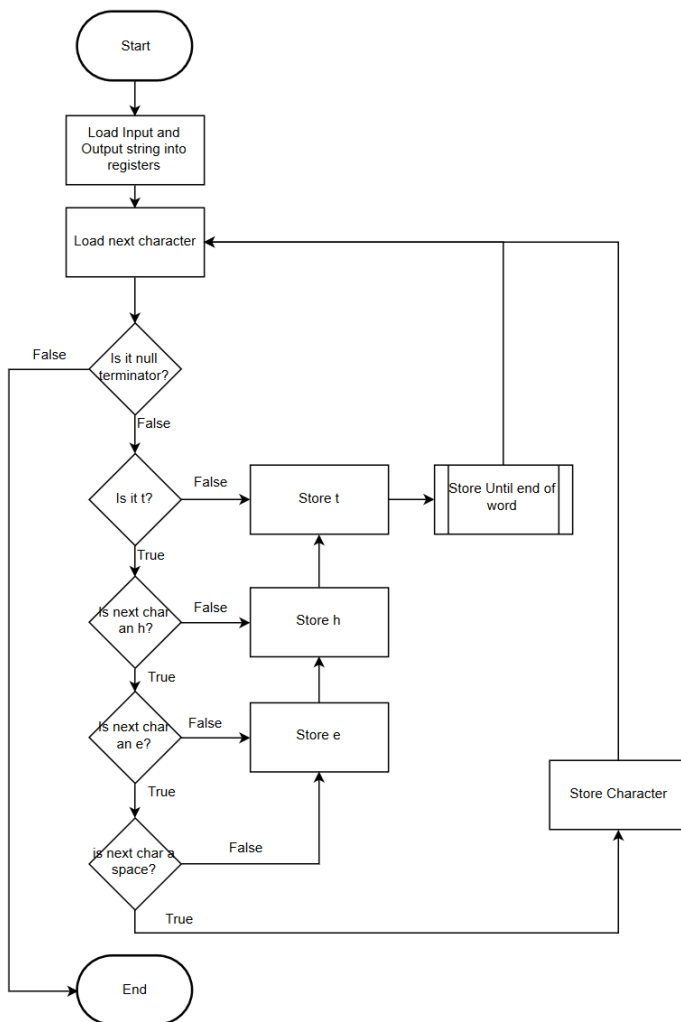 Start
Load Input and
Output string into
registers
Load next character
False
Is it null
terminator?
False
Is it t?
False
Store t
Store Until end of
word
True
Is next char
an h?
False
Store h
True
Is next char
an e?
False
Store e
True
is next char a
space?
False
Store Character
True
End